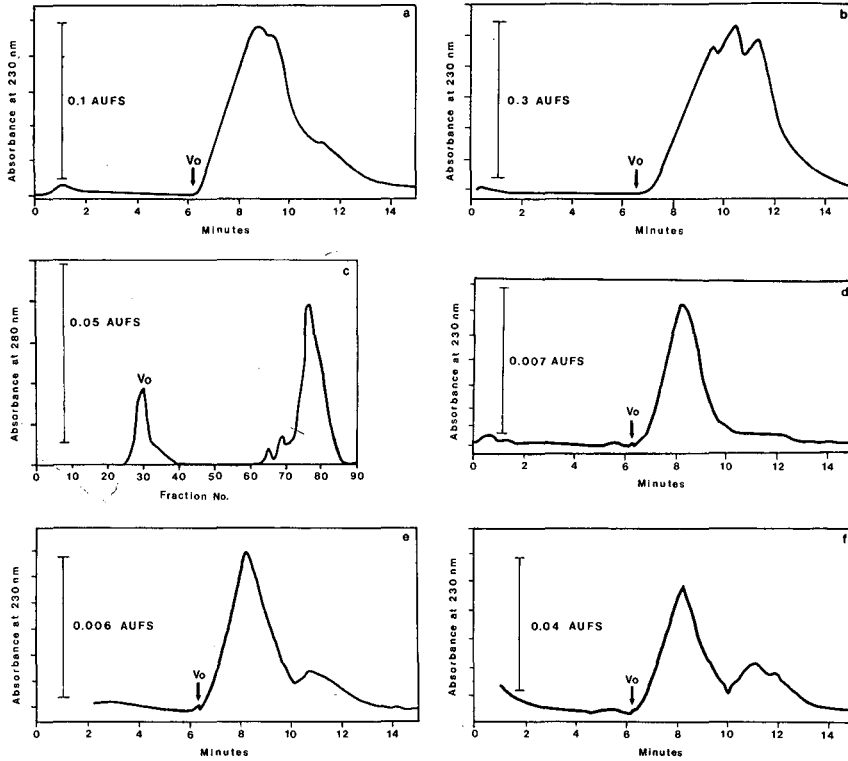 a
Absorbance at 230 nm
0.1 AUFS
Vo
0 2 4 6 8 10 12 14
Minutes
b
Absorbance at 230 nm
0.3 AUFS
Vo
0 2 4 6 8 10 12 14
Minutes
c
Absorbance at 280 nm
0.05 AUFS
Vo
0 10 20 30 40 50 60 70 80 90
Fraction No.
d
Absorbance at 230 nm
0.007 AUFS
Vo
0 2 4 6 8 10 12 14
Minutes
e
Absorbance at 230 nm
0.006 AUFS
Vo
0 2 4 6 8 10 12 14
Minutes
f
Absorbance at 230 nm
0.04 AUFS
Vo
0 2 4 6 8 10 12 14
Minutes